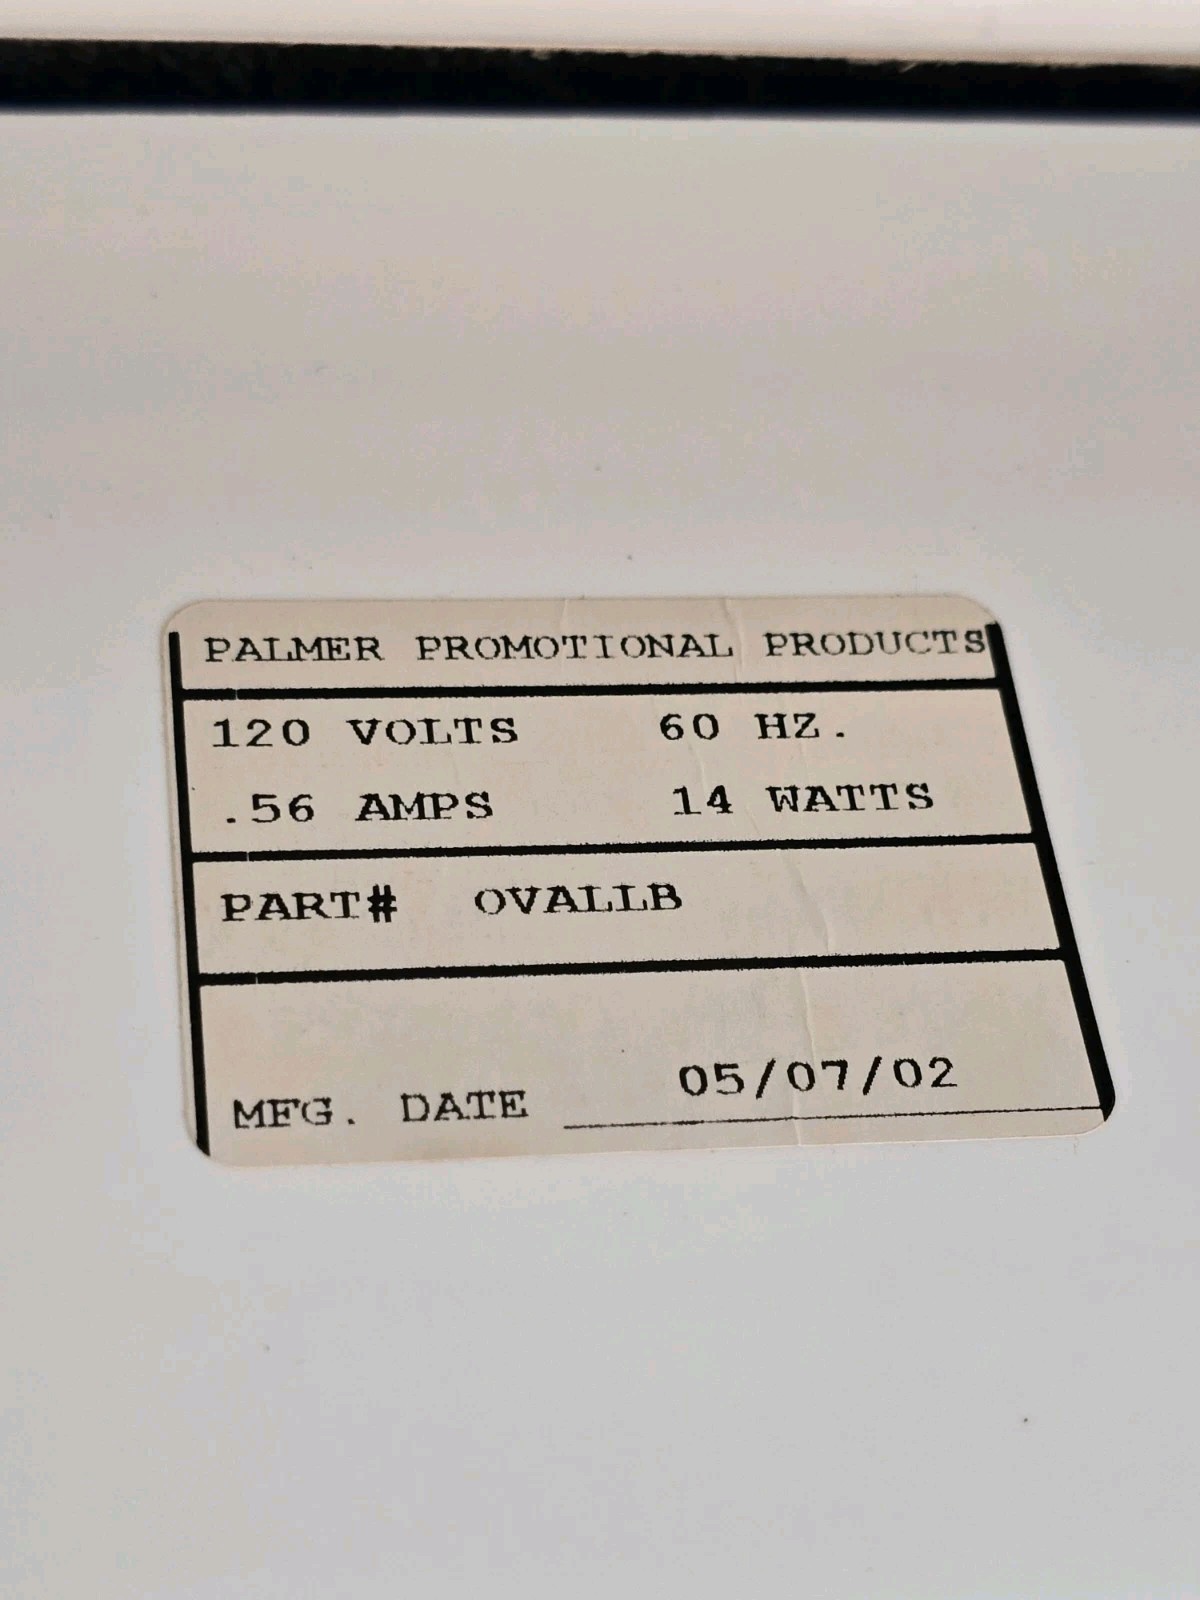 PALMER PROMOTIONAL PRODUCTS
120 VOLTS 60 HZ.
.56 AMPS 14 WATTS
PART# OVALLB
MFG. DATE 05/07/02